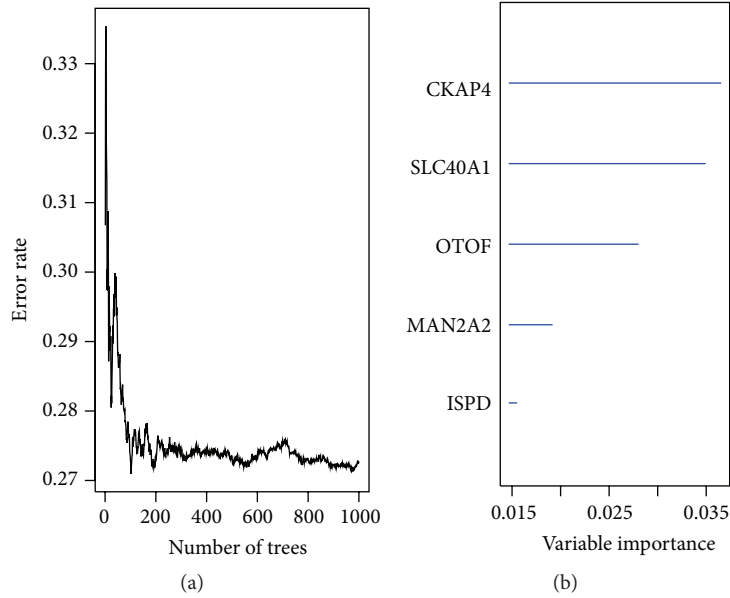 Error rate
0.33
0.32
0.31
0.30
0.29
0.28
0.27
0 200 400 600 800 1000
Number of trees
(a)
CKAP4
SLC40A1
OTOF
MAN2A2
ISPD
0.015 0.025 0.035
Variable importance
(b)